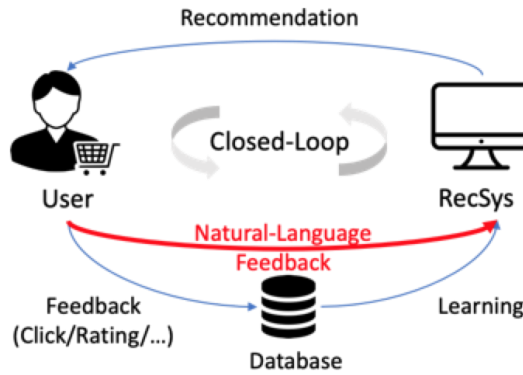 Recommendation
Closed-Loop
User
RecSys
Natural-Language
Feedback
Feedback
(Click/Rating/...)
Learning
Database